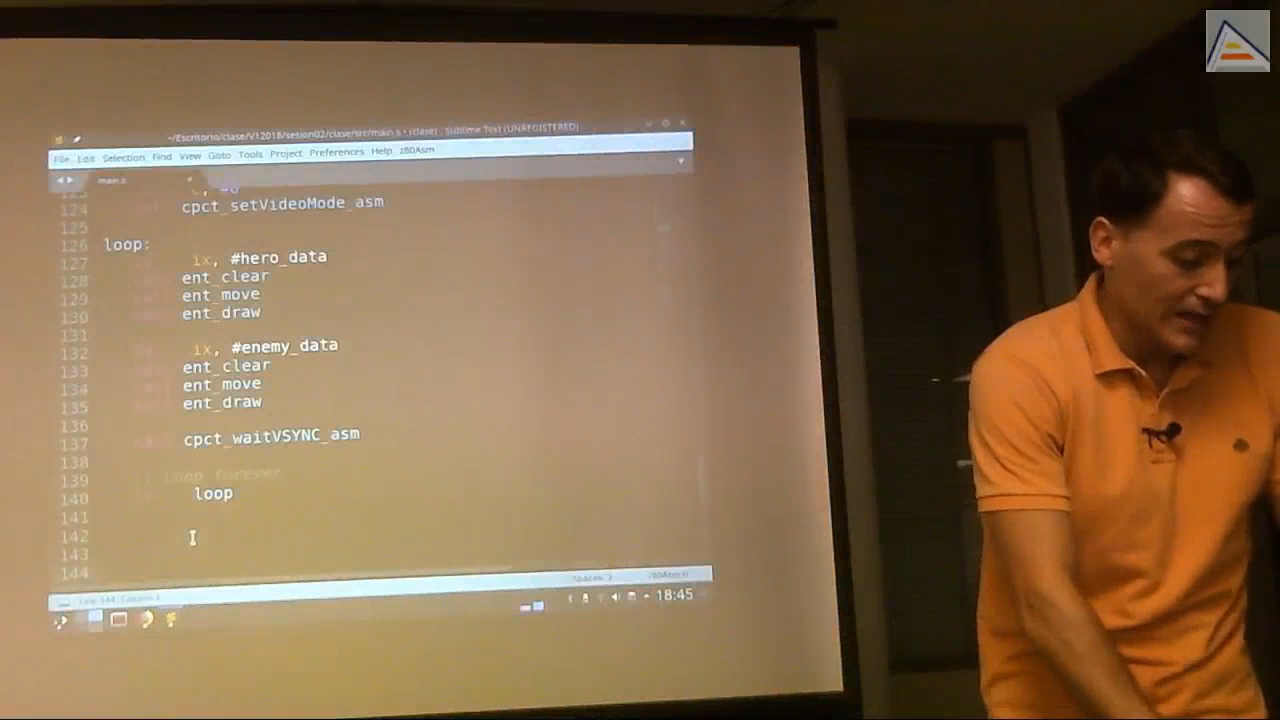 ~/Escritorio/clase/V12018/sesion02/clase/src/main.s • (clase) - Sublime Text (UNREGISTERED)
File Edit Selection Find View Goto Tools Project Preferences Help z80Asm
main.s
124 cpct_setVideoMode_asm
125
126 loop:
127 ix, #hero_data
128 ent_clear
129 ent_move
130 ent_draw
131
132 ix, #enemy_data
133 ent_clear
134 ent_move
135 ent_draw
136
137 cpct_waitVSYNC_asm
138
139 Loop forever
140 loop
141
142
143
144
18:45